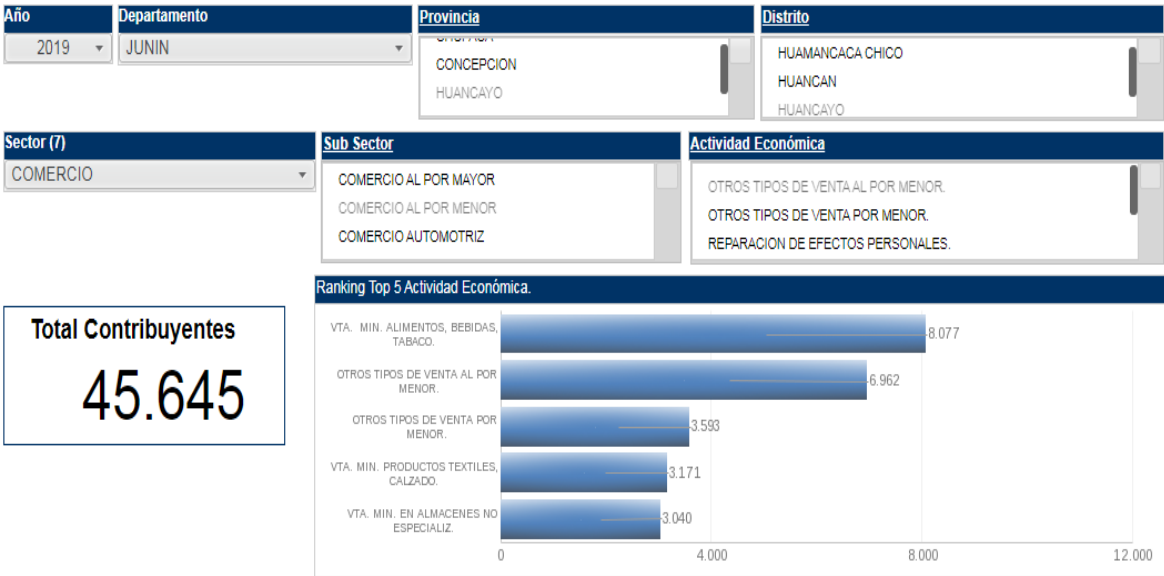 Año
2019
Departamento
JUNIN
Provincia
CONCEPCION
HUANCAYO
Distrito
HUAMANCACA CHICO
HUANCAN
HUANCAYO
Sector (7)
COMERCIO
Sub Sector
COMERCIO AL POR MAYOR
COMERCIO AL POR MENOR
COMERCIO AUTOMOTRIZ
Actividad Económica
OTROS TIPOS DE VENTA AL POR MENOR.
OTROS TIPOS DE VENTA POR MENOR.
REPARACION DE EFECTOS PERSONALES.
Total Contribuyentes
45.645
Ranking Top 5 Actividad Económica.
VTA. MIN. ALIMENTOS, BEBIDAS,
TABACO.
8.077
OTROS TIPOS DE VENTA AL POR
MENOR.
6.962
OTROS TIPOS DE VENTA POR
MENOR.
3.593
VTA. MIN. PRODUCTOS TEXTILES,
CALZADO.
3.171
VTA. MIN. EN ALMACENES NO
ESPECIALIZ.
3.040
0
4.000
8.000
12.000